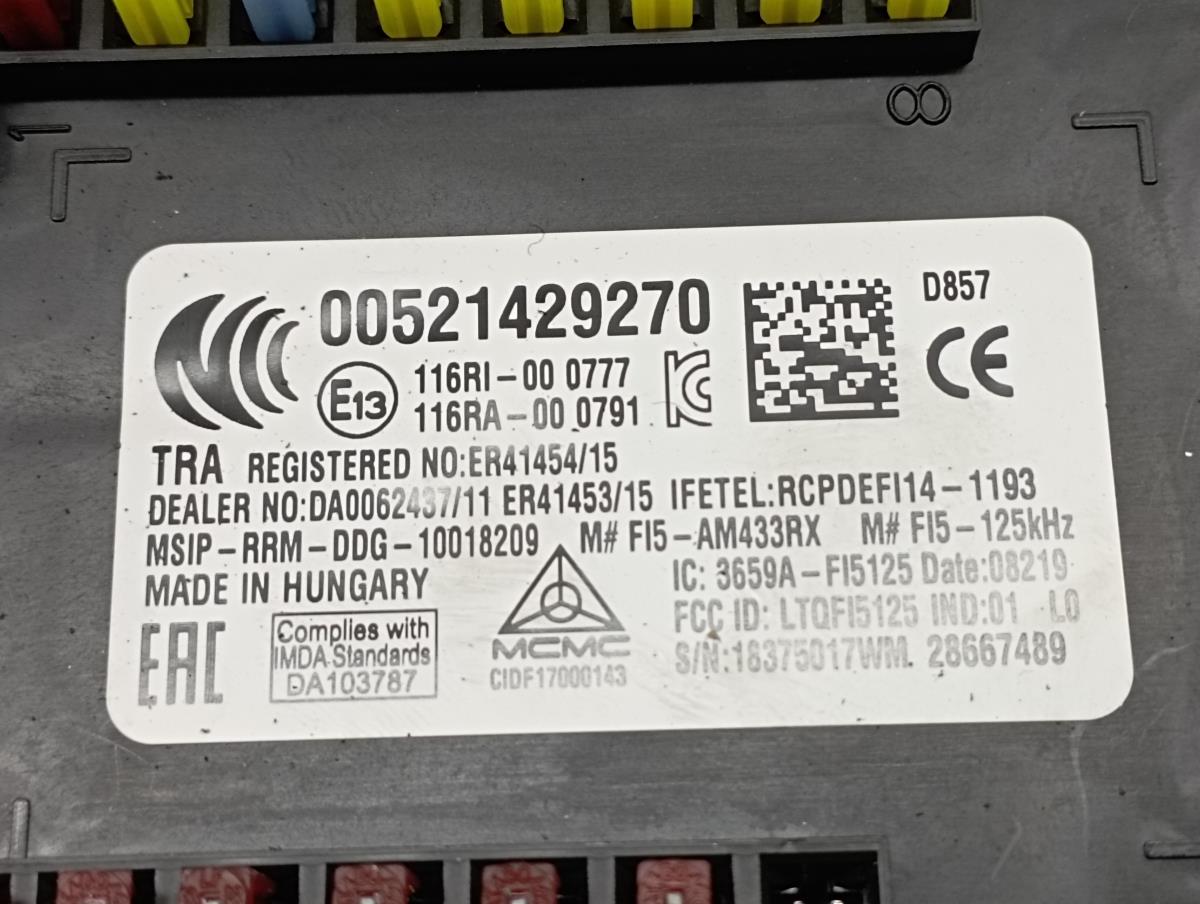 8
00521429270
D857
E13
116RI-00 0777
116RA-00 0791
CE
TRA REGISTERED NO:ER41454/15
DEALER NO:DA0062437/11 ER41453/15 IFETEL:RCPDEFI14-1193
MSIP-RRM-DDG-10018209 M# FI5-AM433RX M# FI5-125kHz
MADE IN HUNGARY
IC: 3659A-FI5125 Date:08219
FCC ID: LTQFI5125 IND:01 L0
S/N:18375017WM. 28667489
EAC
Complies with
IMDA Standards
DA103787
MCMC
CIDF17000143